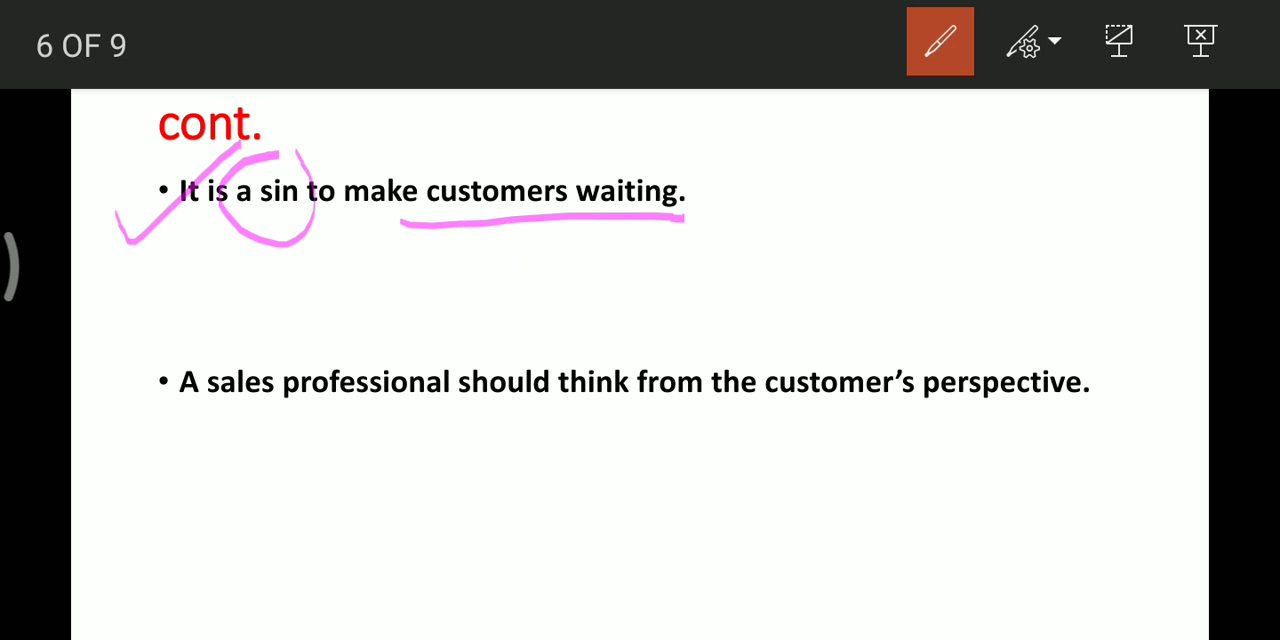 6 OF 9
cont.
• It is a sin to make customers waiting.
• A sales professional should think from the customer’s perspective.